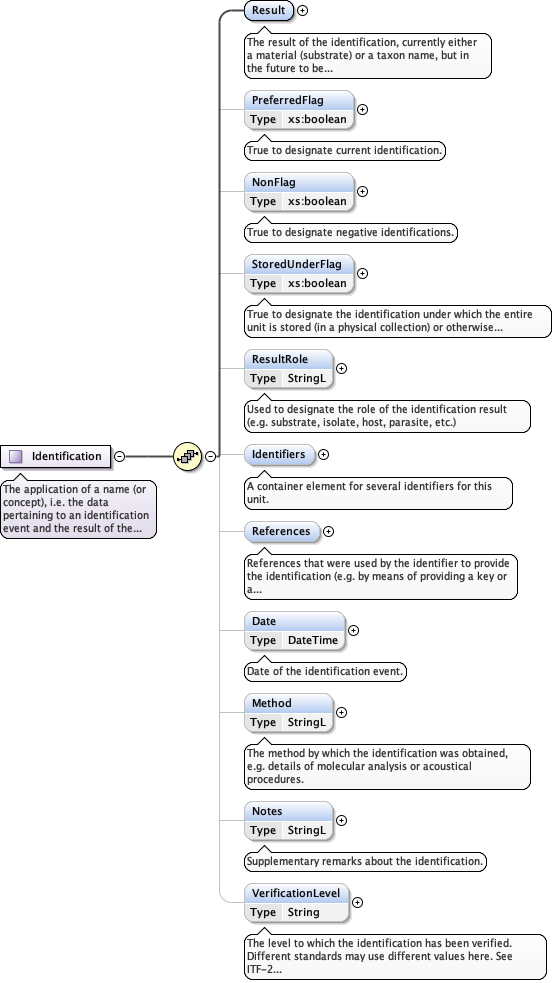 Result
The result of the identification, currently either
a material (substrate) or a taxon name, but in
the future to be...
PreferredFlag
Type xs:boolean
True to designate current identification.
NonFlag
Type xs:boolean
True to designate negative identifications.
StoredUnderFlag
Type xs:boolean
True to designate the identification under which the entire
unit is stored (in a physical collection) or otherwise...
ResultRole
Type StringL
Used to designate the role of the identification result
(e.g. substrate, isolate, host, parasite, etc.)
Identification
The application of a name (or
concept), i.e. the data
pertaining to an identification
event and the result of the...
Identifiers
A container element for several identifiers for this
unit.
References
References that were used by the identifier to provide
the identification (e.g. by means of providing a key or
a...
Date
Type DateTime
Date of the identification event.
Method
Type StringL
The method by which the identification was obtained,
e.g. details of molecular analysis or acoustical
procedures.
Notes
Type StringL
Supplementary remarks about the identification.
VerificationLevel
Type String
The level to which the identification has been verified.
Different standards may use different values here. See
ITF-2...